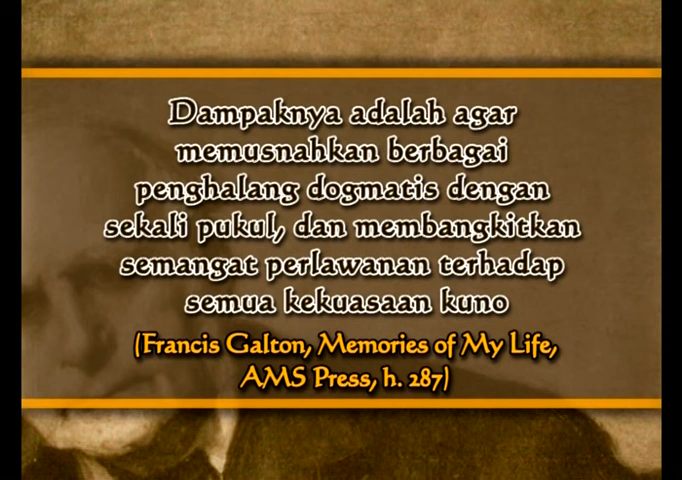 Dampaknya adalah agar
memusnahkan berbagai
penghalang dogmatis dengan
sekali pukul, dan membangkitkan
semangat perlawanan terhadap
semua kekuasaan kuno
(Francis Galton, Memories of My Life,
AMS Press, h. 287)